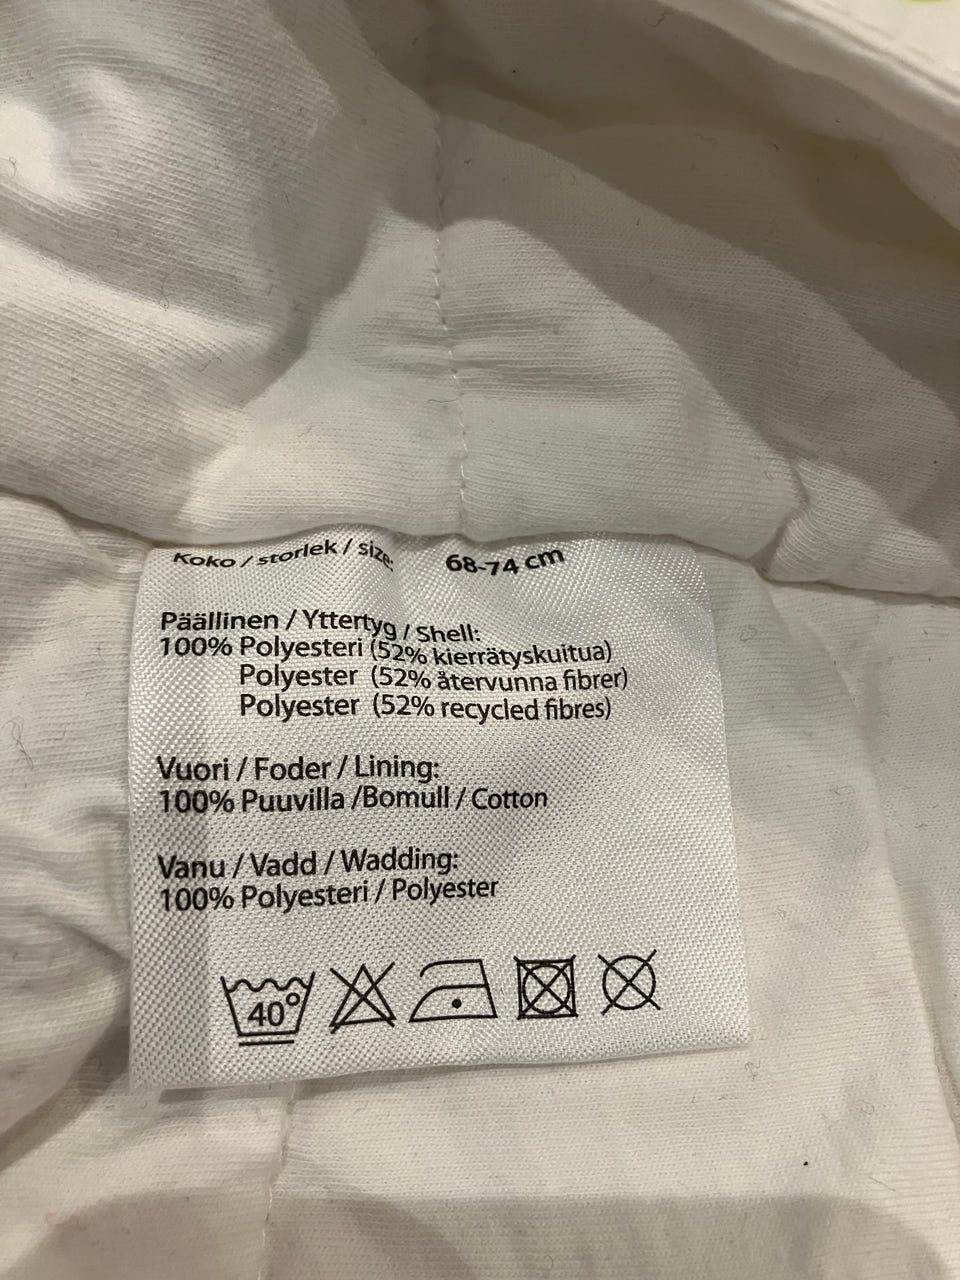 Koko / storlek / size: 68-74 cm
Päällinen / Yttertyg / Shell:
100% Polyesteri (52% kierrätyskuitua)
Polyester (52% återvunna fibrer)
Polyester (52% recycled fibres)
Vuori / Foder / Lining:
100% Puuvilla /Bomull / Cotton
Vanu / Vadd / Wadding:
100% Polyesteri / Polyester
40°